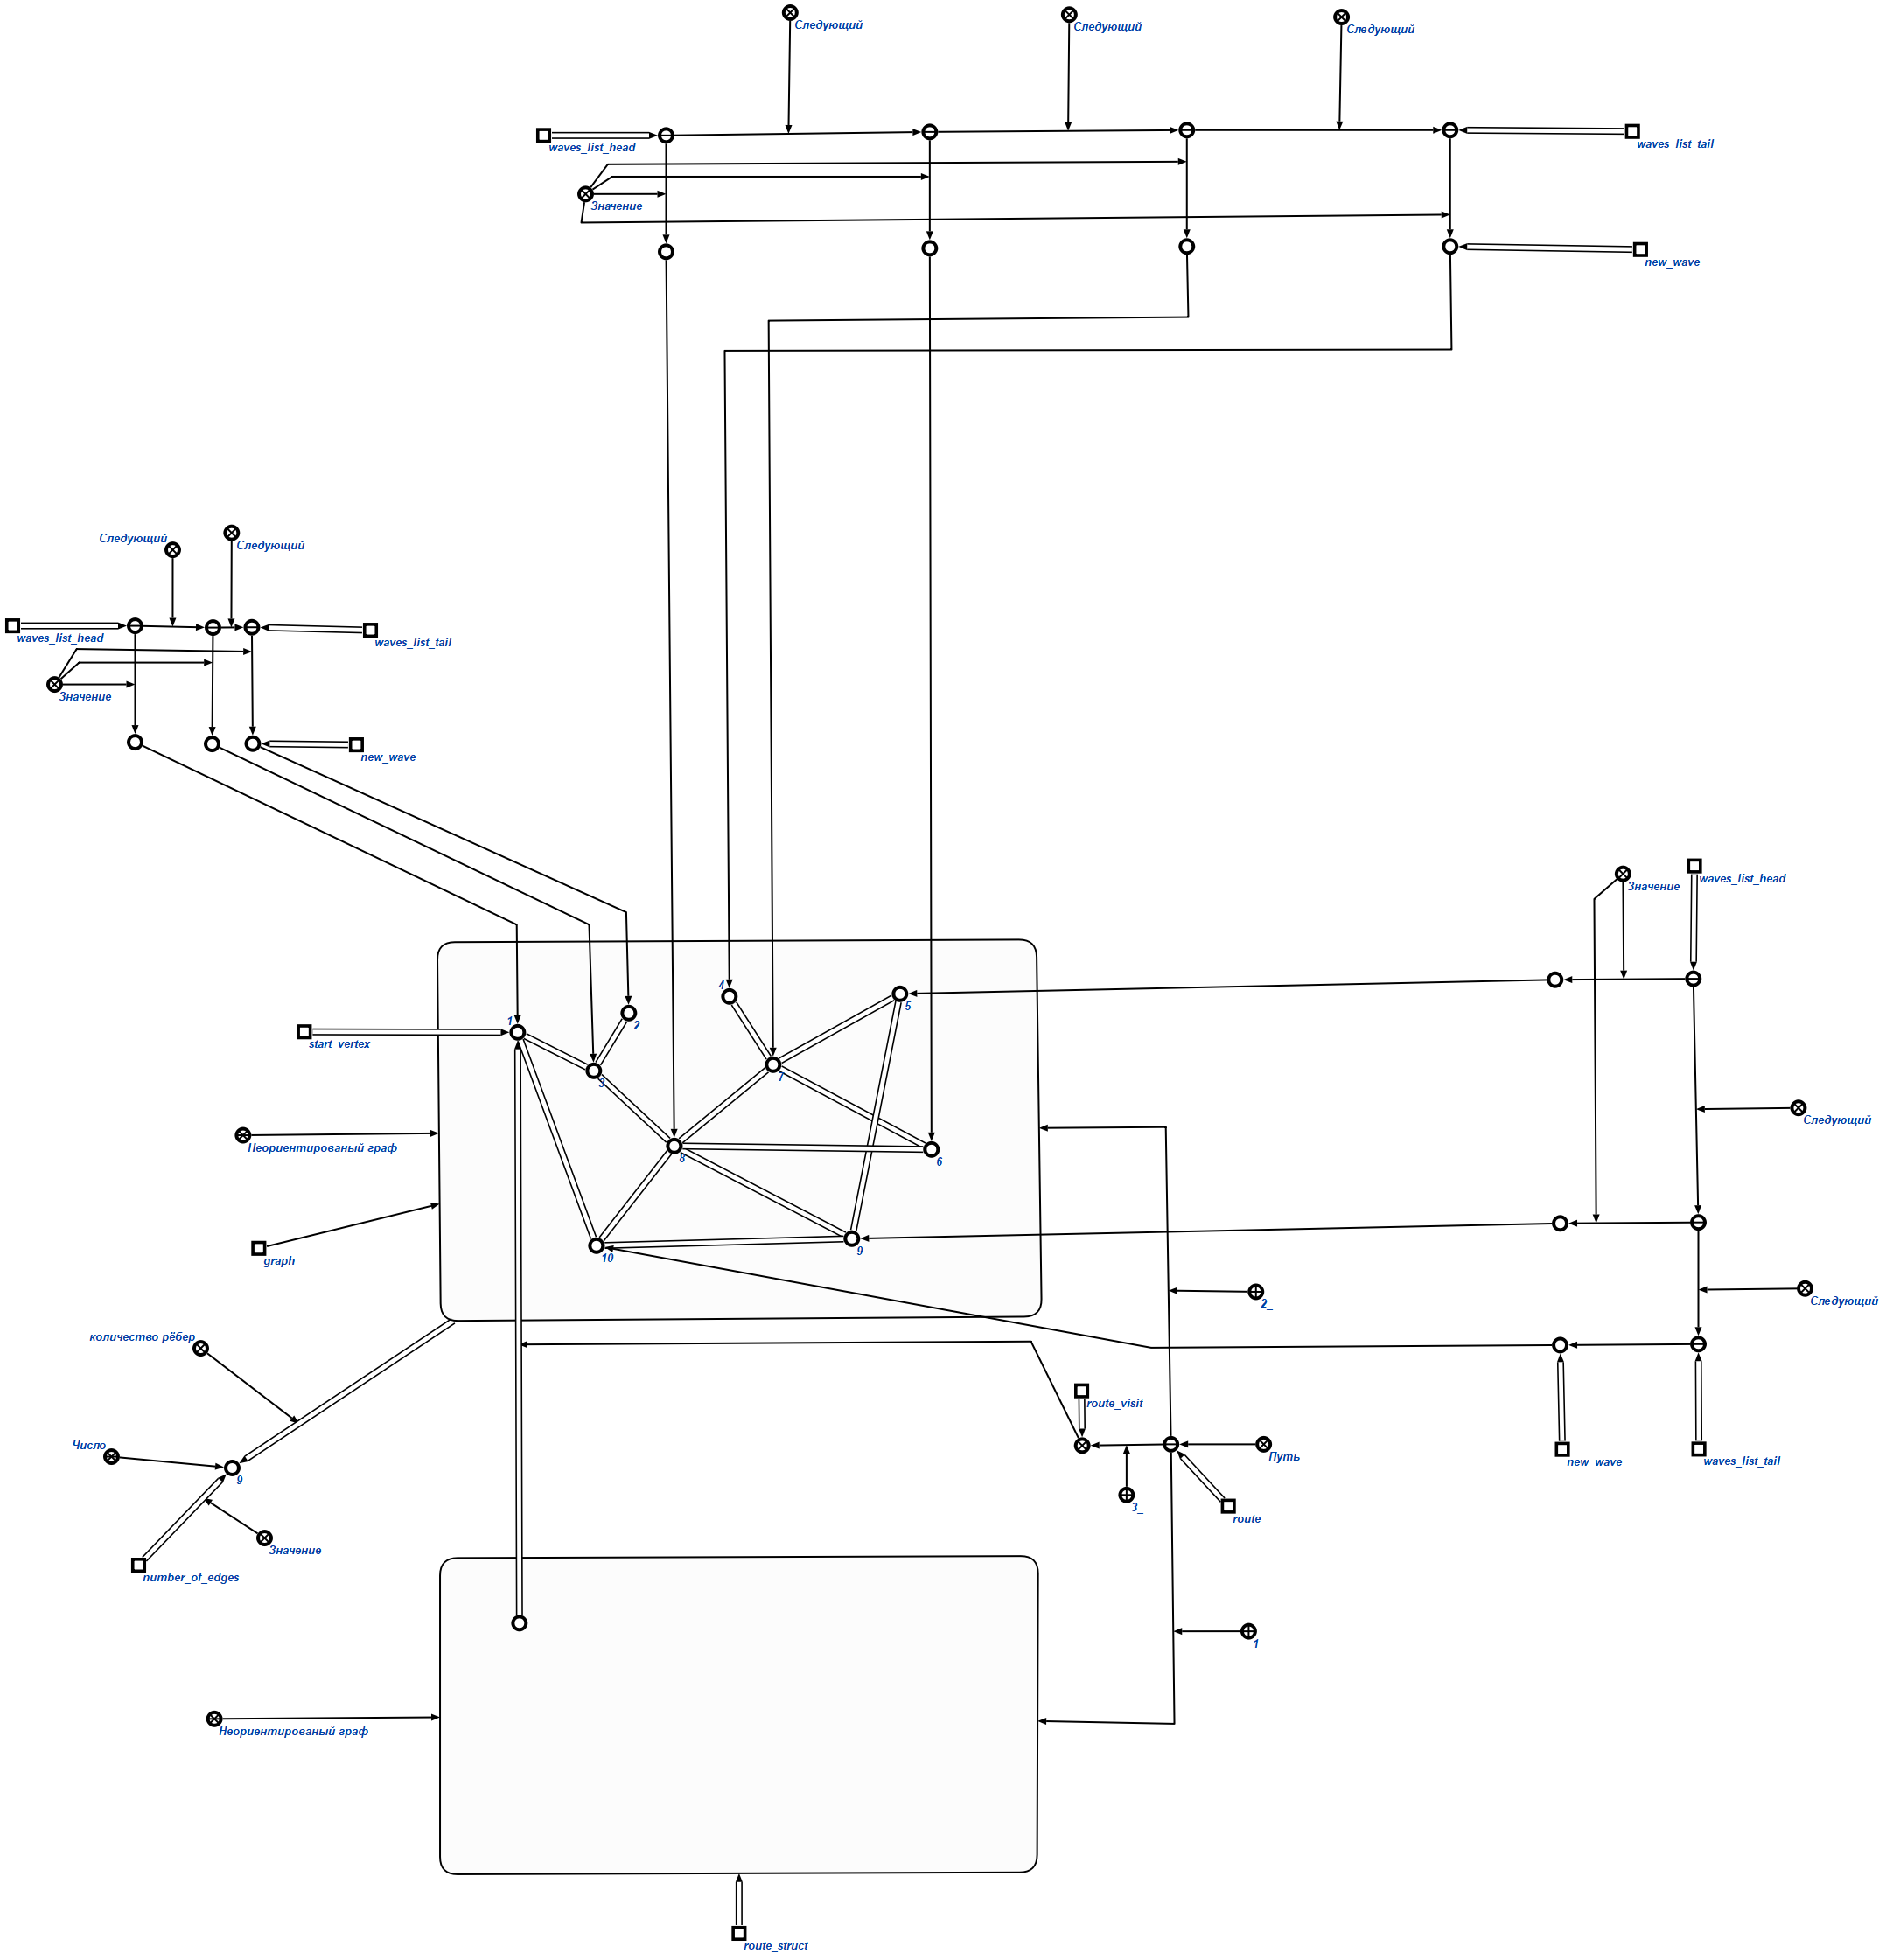 Следующий
Следующий
Следующий
waves_list_head
waves_list_tail
Значение
new_wave
Следующий
Следующий
waves_list_head
waves_list_tail
Значение
new_wave
Значение
waves_list_head
4
5
1
2
start_vertex
7
3
Следующий
Неориентированый граф
8
6
9
10
graph
2_
Следующий
количество рёбер
route_visit
Число
Путь
new_wave
waves_list_tail
9
3_
route
Значение
number_of_edges
1_
Неориентированый граф
route_struct